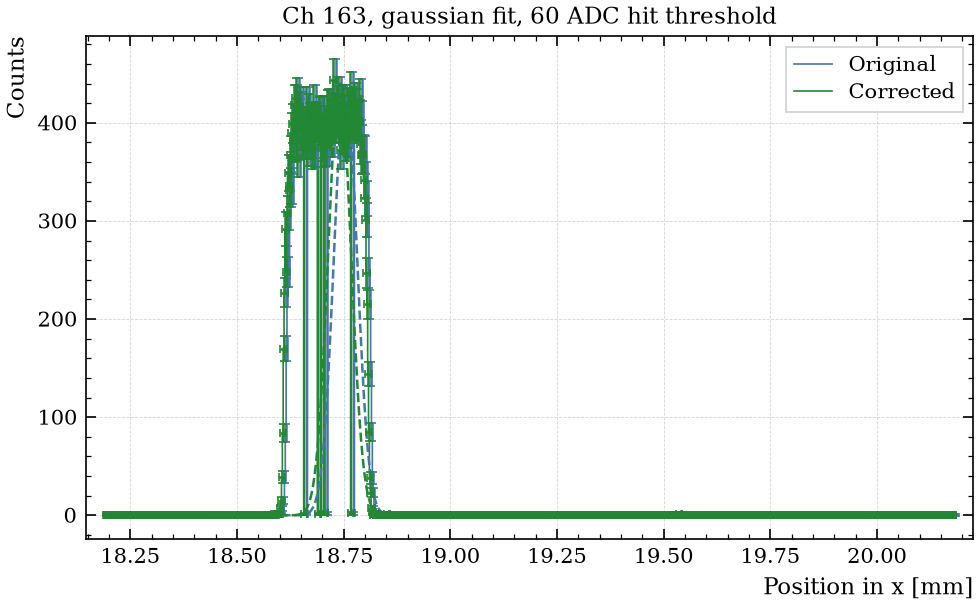 Ch 163, gaussian fit, 60 ADC hit threshold
Counts
Original
Corrected
400
300
200
100
0
18.25 18.50 18.75 19.00 19.25 19.50 19.75 20.00
Position in x [mm]